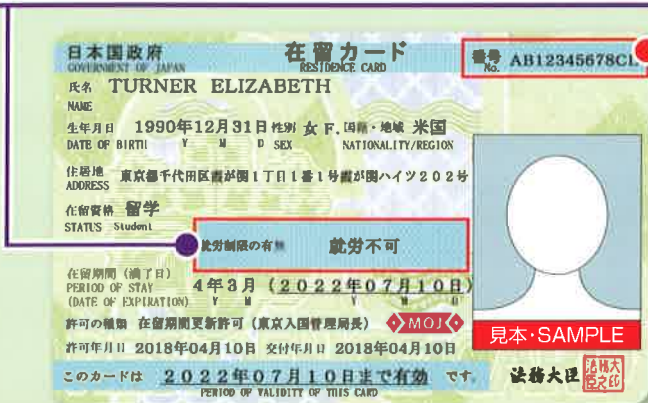 日本国政府 在留カード 番号 AB12345678CD
GOVERNMENT OF JAPAN RESIDENCE CARD No.
氏名 TURNER ELIZABETH
NAME
生年月日 1990年12月31日 性別 女 F. 国籍・地域 米国
DATE OF BIRTH Y M D SEX NATIONALITY/REGION
住居地 東京都千代田区霞が関1丁目1番1号霞が関ハイツ202号
ADDRESS
在留資格 留学
STATUS Student
就労制限の有無 就労不可
在留期間(満了日) 4年3月(2022年07月10日)
PERIOD OF STAY
(DATE OF EXPIRATION) Y M Y M D
許可の種類 在留期間更新許可(東京入国管理局長) MOJ
見本・SAMPLE
許可年月日 2018年04月10日 交付年月日 2018年04月10日
このカードは 2022年07月10日まで有効 です。
PERIOD OF VALIDITY OF THIS CARD
法務大臣 法務大臣之印